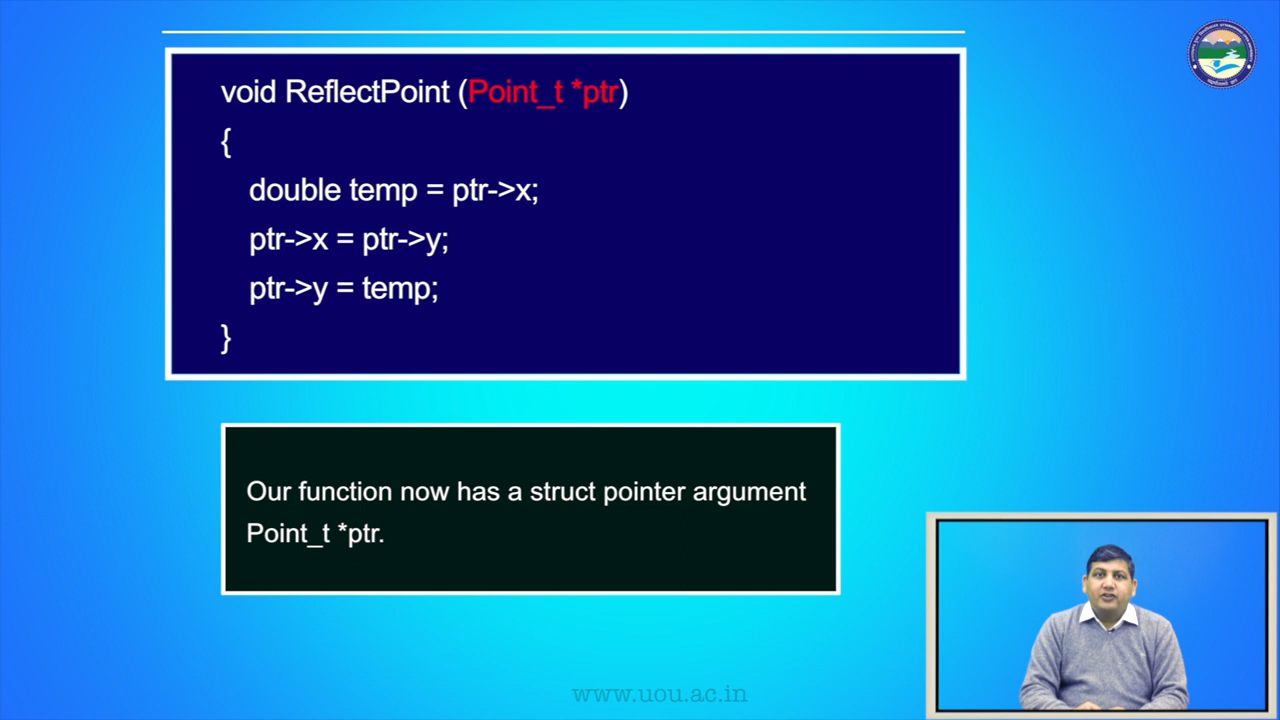 void ReflectPoint (Point_t *ptr)
{
double temp = ptr->x;
ptr->x = ptr->y;
ptr->y = temp;
}
Our function now has a struct pointer argument
Point_t *ptr.
www.uou.ac.in